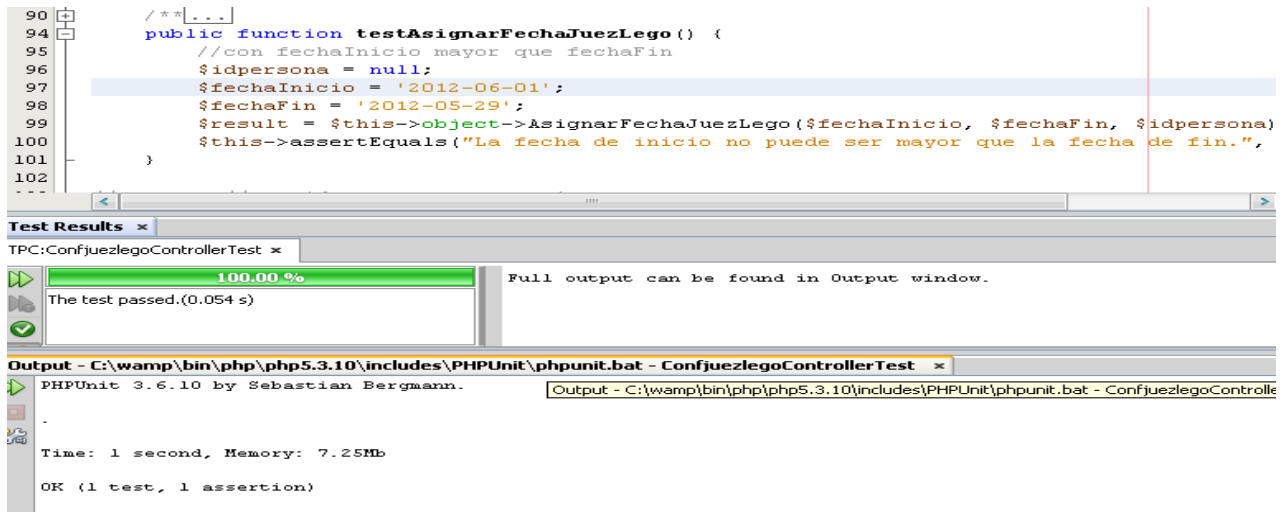 90 /**...
94 public function testAsignarFechaJuezLego() {
95 //con fechaInicio mayor que fechaFin
96 $idpersona = null;
97 $fechaInicio = '2012-06-01';
98 $fechaFin = '2012-05-29';
99 $result = $this->object->AsignarFechaJuezLego($fechaInicio, $fechaFin, $idpersona)
100 $this->assertEquals("La fecha de inicio no puede ser mayor que la fecha de fin.",
101 }
102
Test Results ×
TPC:ConfjuezlegoControllerTest ×
100.00 %
Full output can be found in Output window.
The test passed.(0.054 s)
Output - C:\wamp\bin\php\php5.3.10\includes\PHPUnit\phpunit.bat - ConfjuezlegoControllerTest ×
PHPUnit 3.6.10 by Sebastian Bergmann.
Output - C:\wamp\bin\php\php5.3.10\includes\PHPUnit\phpunit.bat - ConfjuezlegoControlle
.
Time: 1 second, Memory: 7.25Mb
OK (1 test, 1 assertion)